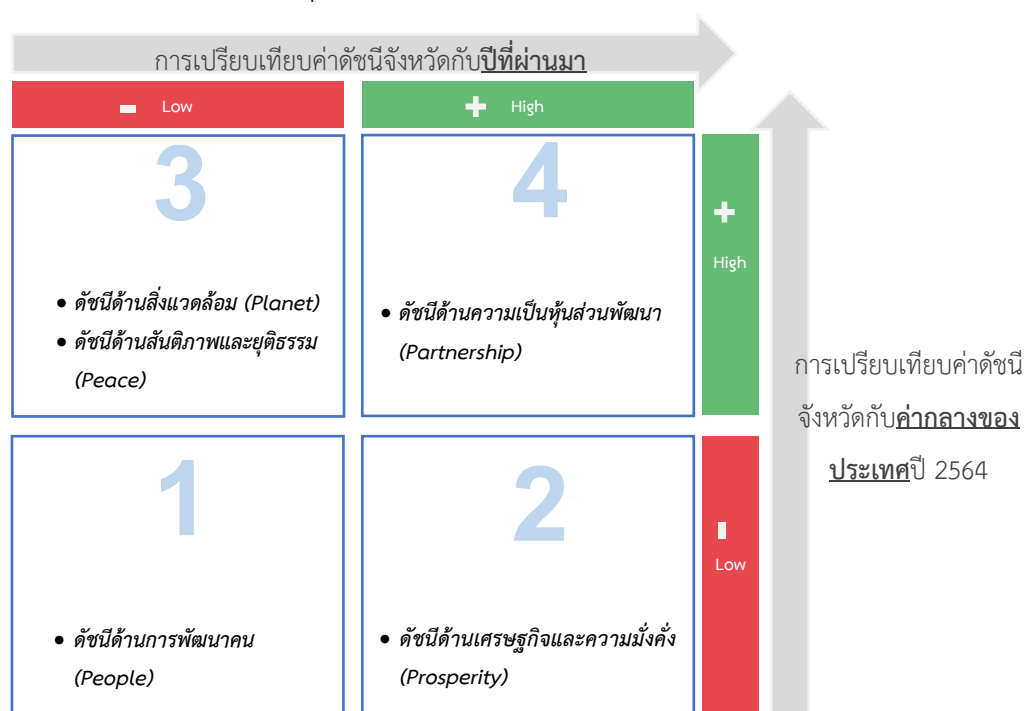 การเปรียบเทียบค่าดัชนีจังหวัดกับปีที่ผ่านมา
- Low
+ High
3
4
+
High
• ดัชนีด้านสิ่งแวดล้อม (Planet)
• ดัชนีด้านสันติภาพและยุติธรรม
(Peace)
• ดัชนีด้านความเป็นหุ้นส่วนพัฒนา
(Partnership)
การเปรียบเทียบค่าดัชนี
จังหวัดกับค่ากลางของ
ประเทศปี 2564
1
2
-
Low
• ดัชนีด้านการพัฒนาคน
(People)
• ดัชนีด้านเศรษฐกิจและความมั่งคั่ง
(Prosperity)